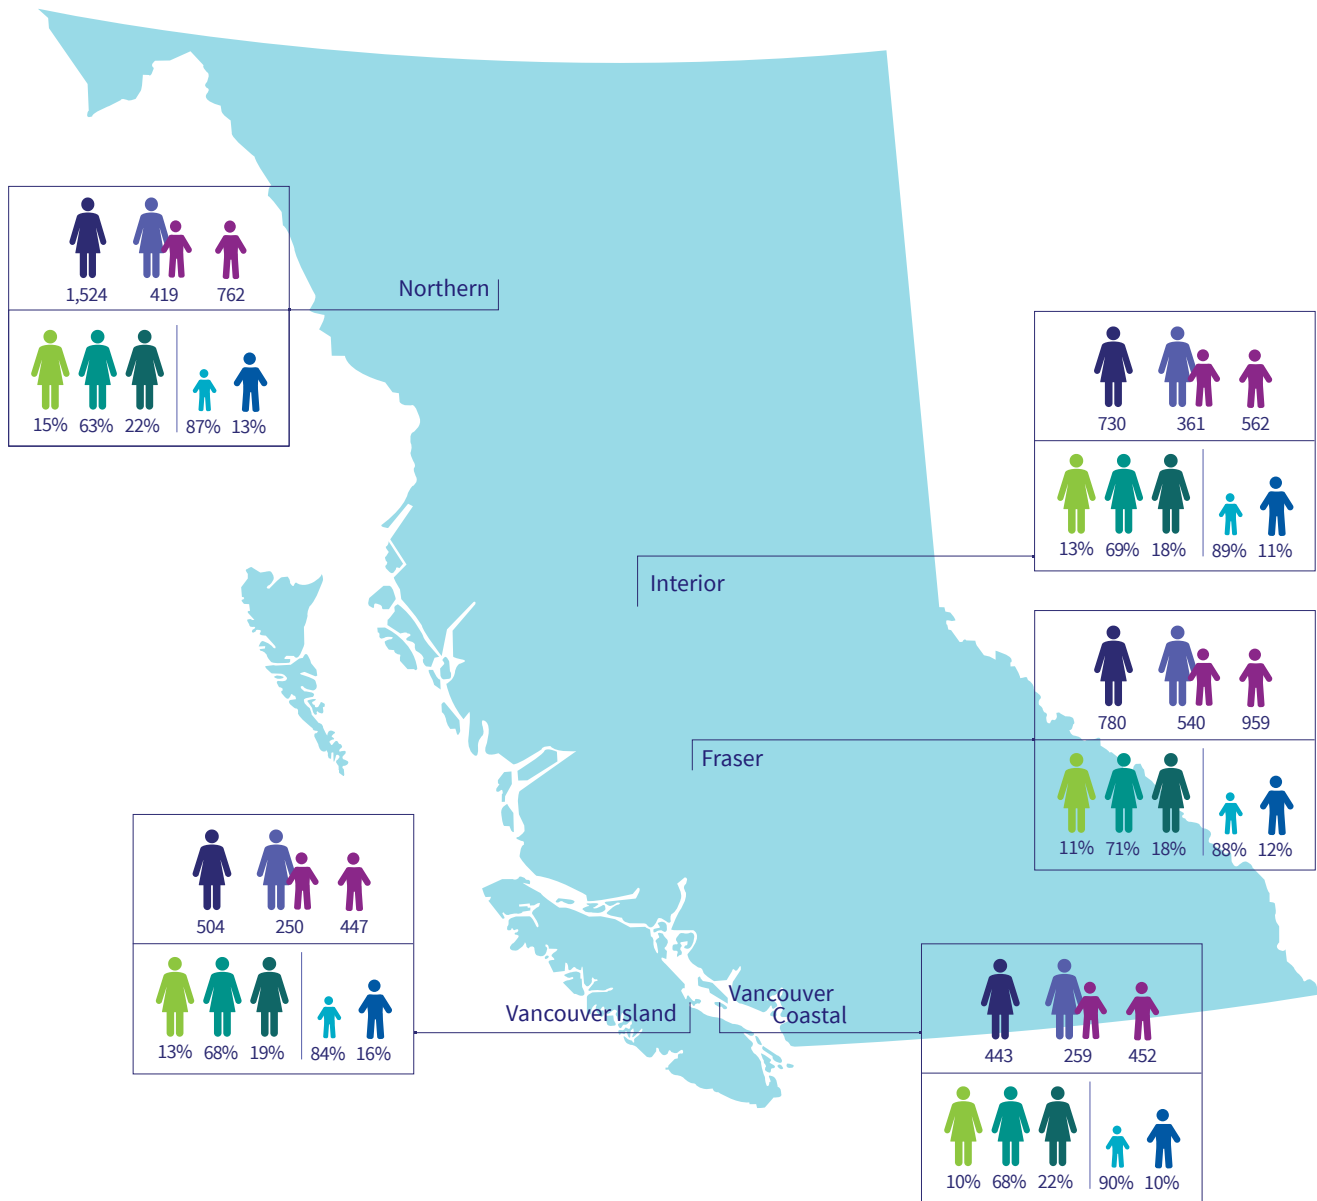 1,524 419 762
Northern
15% 63% 22% 87% 13%
730 361 562
13% 69% 18% 89% 11%
Interior
780 540 959
Fraser
11% 71% 18% 88% 12%
504 250 447
13% 68% 19% 84% 16%
Vancouver Island
Vancouver
Coastal
443 259 452
10% 68% 22% 90% 10%